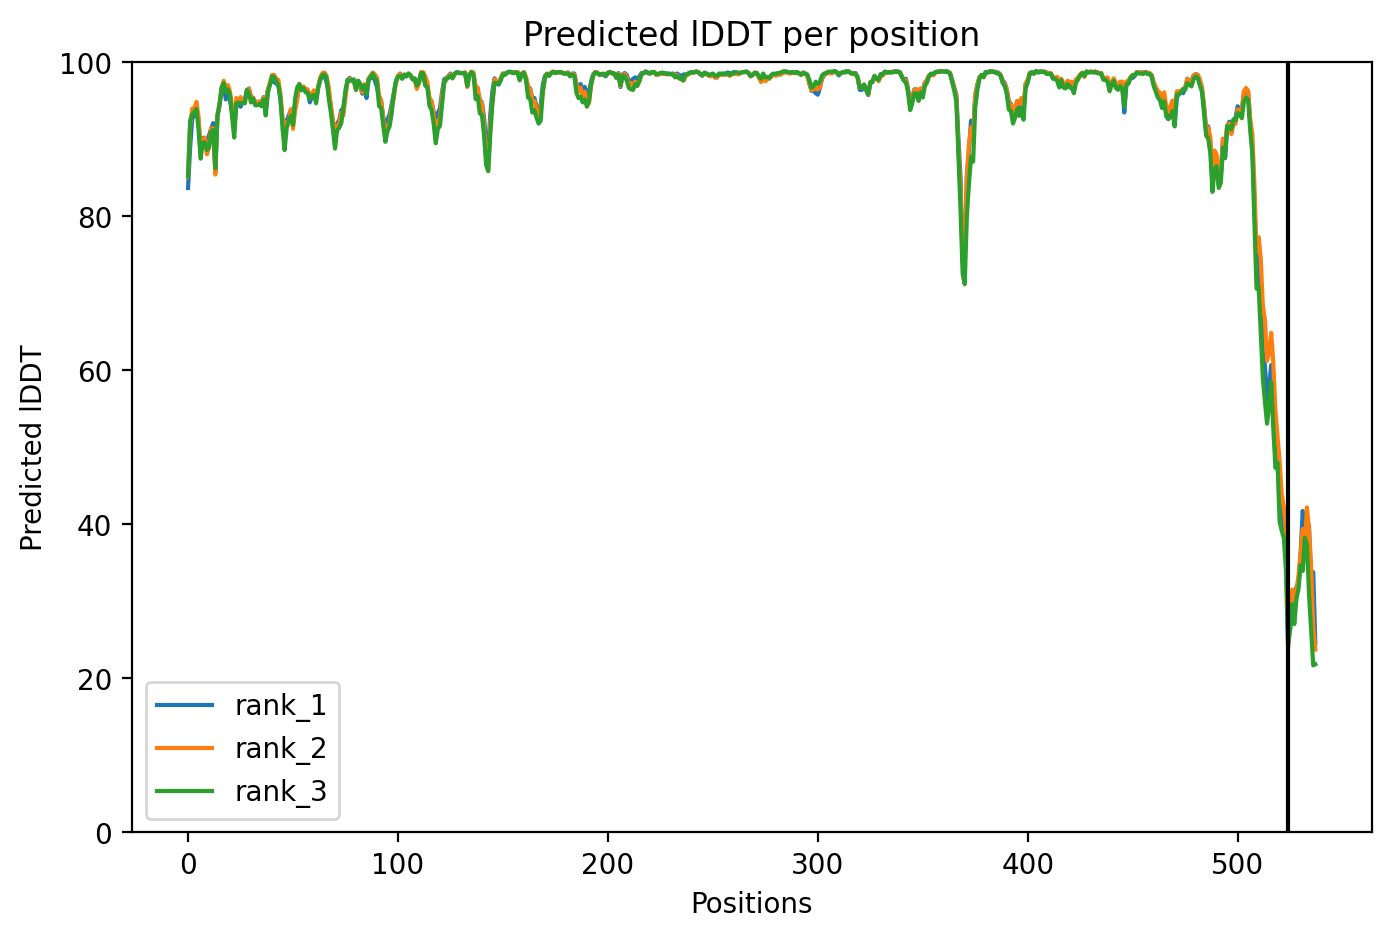 Predicted lDDT per position
Predicted lDDT
100
80
60
40
20
0
rank_1
rank_2
rank_3
0 100 200 300 400 500
Positions